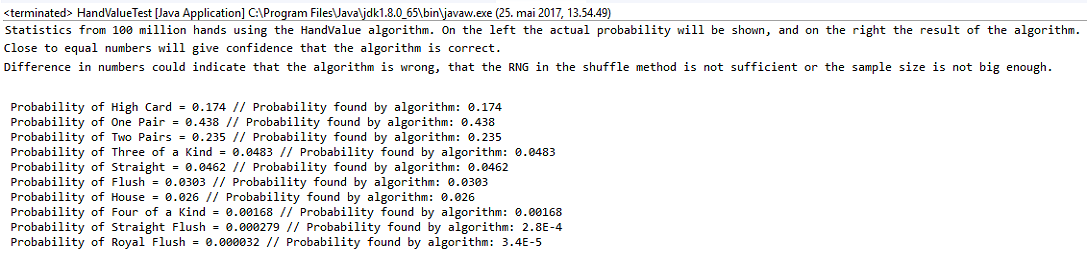 <terminated> HandValueTest [Java Application] C:\Program Files\Java\jdk1.8.0_65\bin\javaw.exe (25. mai 2017, 13.54.49)
Statistics from 100 million hands using the HandValue algorithm. On the left the actual probability will be shown, and on the right the result of the algorithm.
Close to equal numbers will give confidence that the algorithm is correct.
Difference in numbers could indicate that the algorithm is wrong, that the RNG in the shuffle method is not sufficient or the sample size is not big enough.
Probability of High Card = 0.174 // Probability found by algorithm: 0.174
Probability of One Pair = 0.438 // Probability found by algorithm: 0.438
Probability of Two Pairs = 0.235 // Probability found by algorithm: 0.235
Probability of Three of a Kind = 0.0483 // Probability found by algorithm: 0.0483
Probability of Straight = 0.0462 // Probability found by algorithm: 0.0462
Probability of Flush = 0.0303 // Probability found by algorithm: 0.0303
Probability of House = 0.026 // Probability found by algorithm: 0.026
Probability of Four of a Kind = 0.00168 // Probability found by algorithm: 0.00168
Probability of Straight Flush = 0.000279 // Probability found by algorithm: 2.8E-4
Probability of Royal Flush = 0.000032 // Probability found by algorithm: 3.4E-5